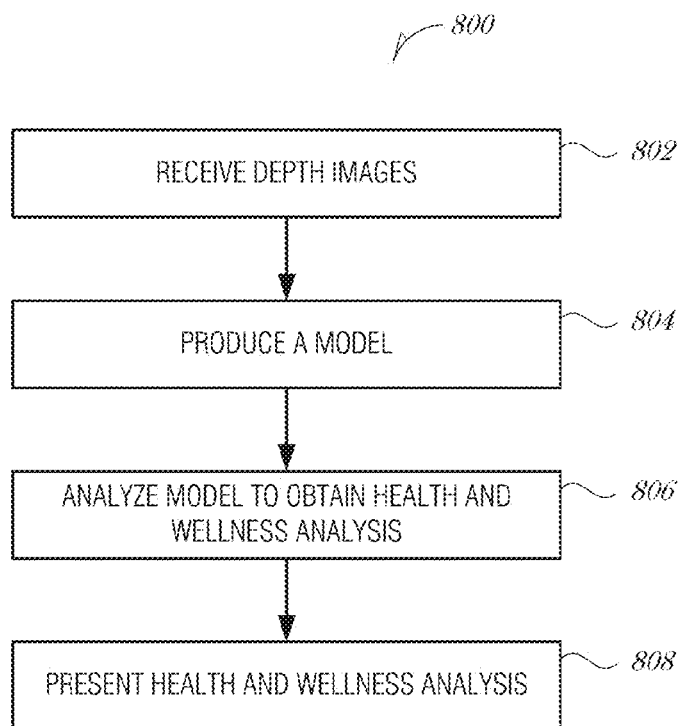 800
RECEIVE DEPTH IMAGES
802
PRODUCE A MODEL
804
ANALYZE MODEL TO OBTAIN HEALTH AND
WELLNESS ANALYSIS
806
PRESENT HEALTH AND WELLNESS ANALYSIS
808